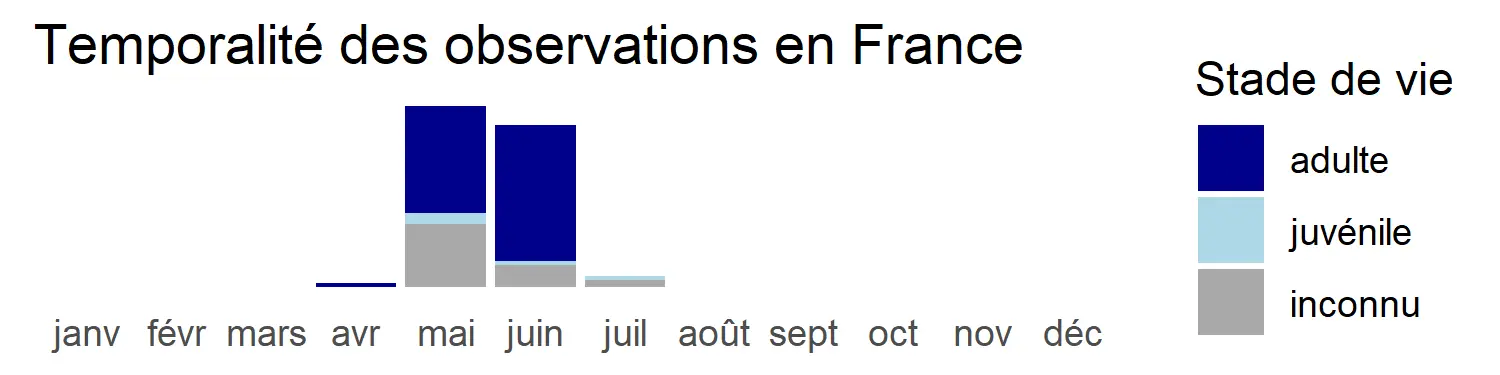 Temporalité des observations en France
Stade de vie
adulte
juvénile
inconnu
janv févr mars avr mai juin juil août sept oct nov déc